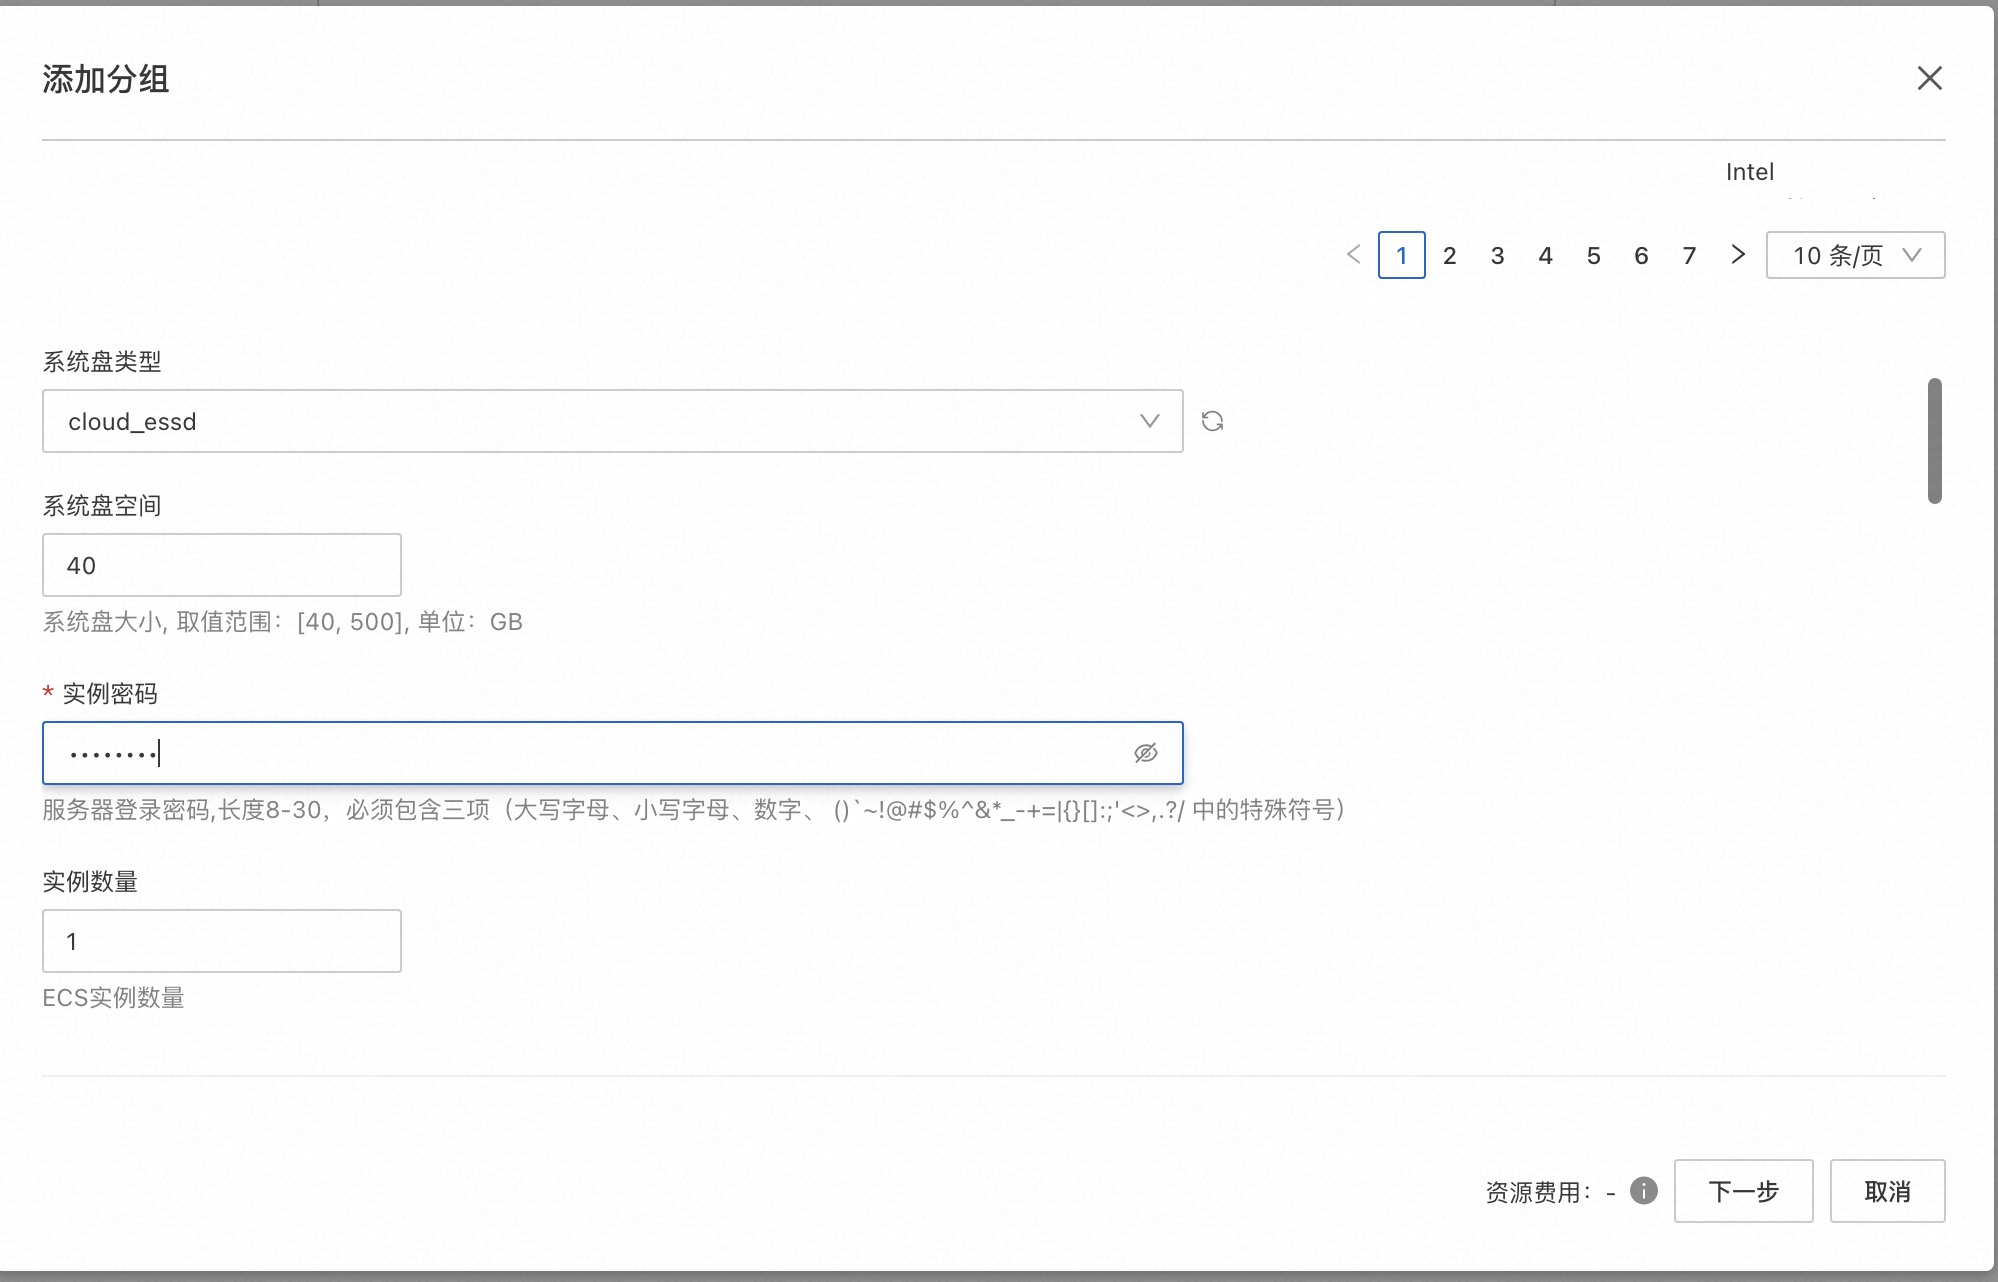 添加分组
Intel
1 2 3 4 5 6 7 10 条/页
系统盘类型
cloud_essd
系统盘空间
40
系统盘大小, 取值范围：[40, 500], 单位：GB
* 实例密码
••••••••
服务器登录密码,长度8-30，必须包含三项（大写字母、小写字母、数字、 ()`~!@#$%^&*_-+=|{}[]:;'<>,.?/ 中的特殊符号）
实例数量
1
ECS实例数量
资源费用：- 下一步 取消